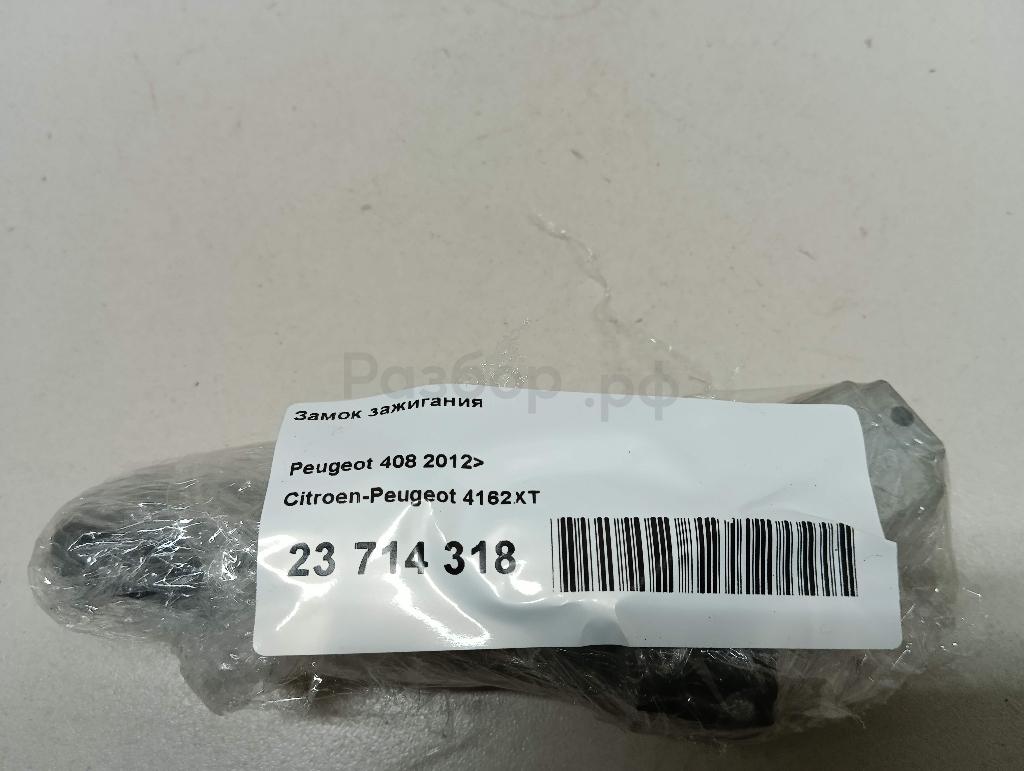 Разбор.рф
Замок зажигания
Peugeot 408 2012>
Citroen-Peugeot 4162XT
23 714 318